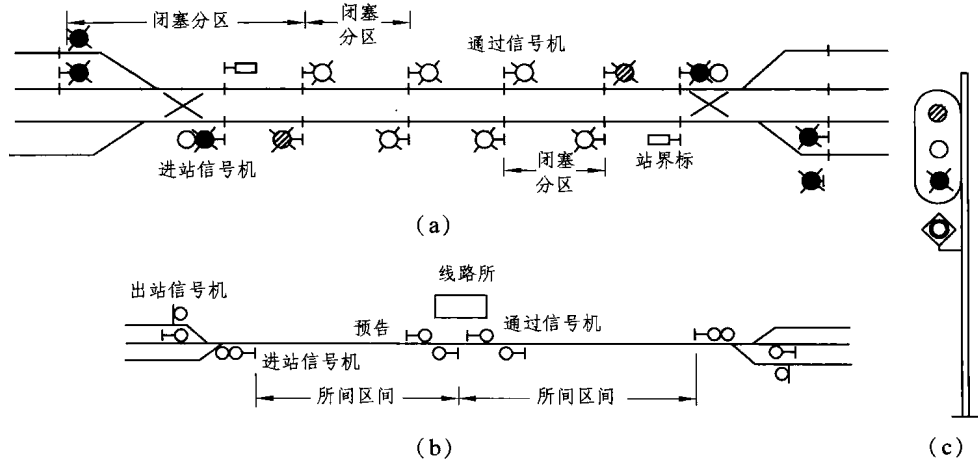 闭塞分区
闭塞
分区
通过信号机
进站信号机
闭塞
分区
站界标
(a)
线路所
出站信号机
预告
通过信号机
进站信号机
所间区间
所间区间
(b)
(c)